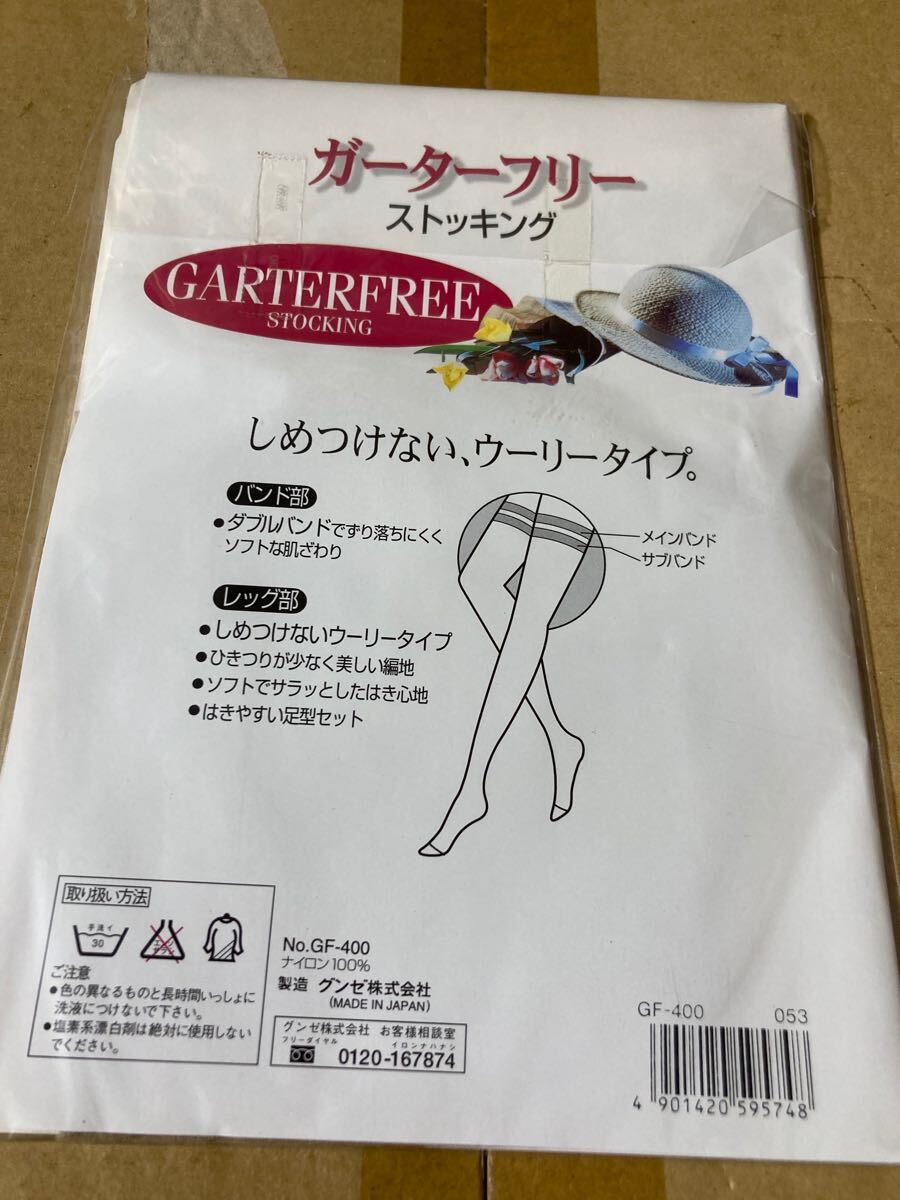 ガーターフリー
ストッキング
GARTERFREE
STOCKING
しめつけない、ウーリータイプ。
バンド部
●ダブルバンドでずり落ちにくく
ソフトな肌ざわり
メインバンド
サブバンド
レッグ部
●しめつけないウーリータイプ
●ひきつりが少なく美しい編地
●ソフトでサラッとしたはき心地
●はきやすい足型セット
取り扱い方法
手洗イ
30
ご注意
●色の異なるものと長時間いっしょに
洗液につけないで下さい。
●塩素系漂白剤は絶対に使用しない
でください。
No.GF-400
ナイロン100%
製造 グンゼ株式会社
(MADE IN JAPAN)
グンゼ株式会社 お客様相談室
フリーダイヤル イロンナハナシ
0120-167874
GF-400 053
4 901420 595748